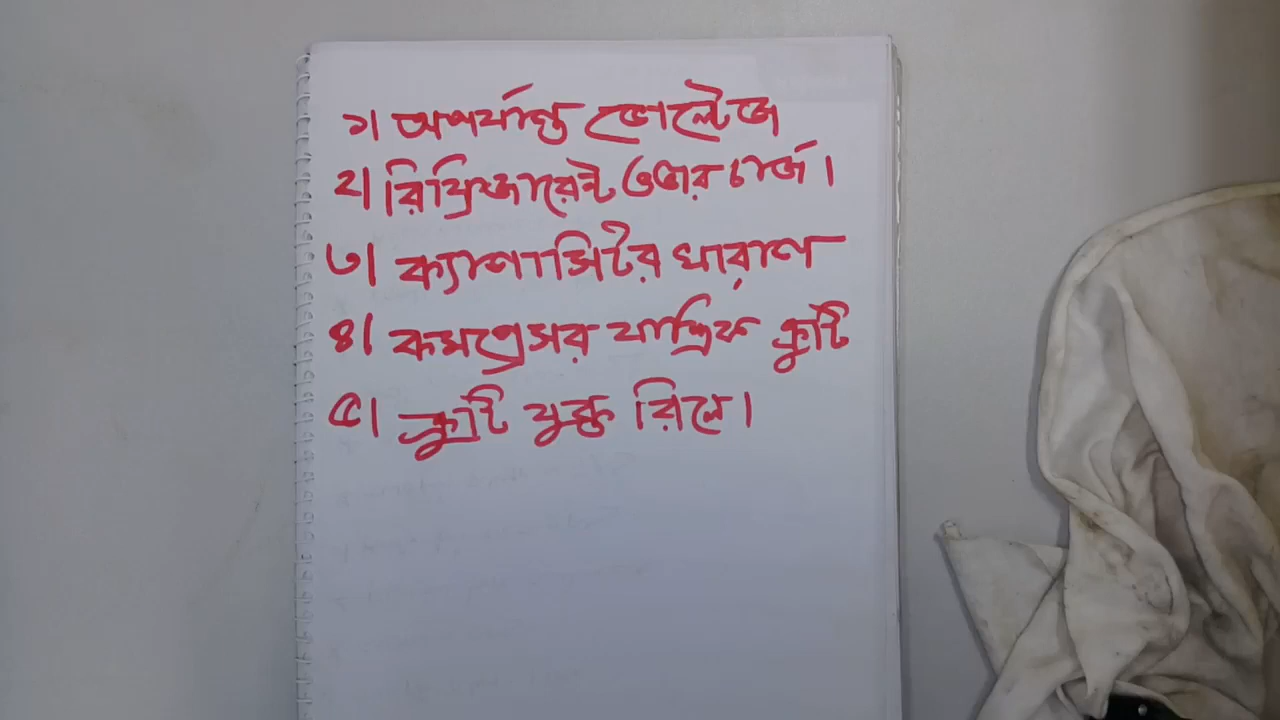 ১। অপর্যাপ্ত ভোল্টেজ
২। রিফ্রিজারেন্ট ওভার চার্জ।
৩। ক্যাপাসিটর খারাপ
৪। কমপ্রেসর যান্ত্রিক ত্রুটি
৫। ত্রুটি যুক্ত রিলে।